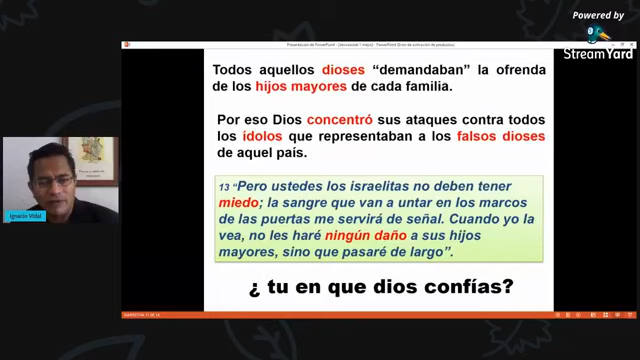 Powered by
StreamYard
Todos aquellos dioses “demandaban” la ofrenda
de los hijos mayores de cada familia.
Por eso Dios concentró sus ataques contra todos
los ídolos que representaban a los falsos dioses
de aquel país.
13 “Pero ustedes los israelitas no deben tener
miedo; la sangre que van a untar en los marcos
de las puertas me servirá de señal. Cuando yo la
vea, no les haré ningún daño a sus hijos
mayores, sino que pasaré de largo”.
¿ tu en que dios confías?
Ignacio Vidal